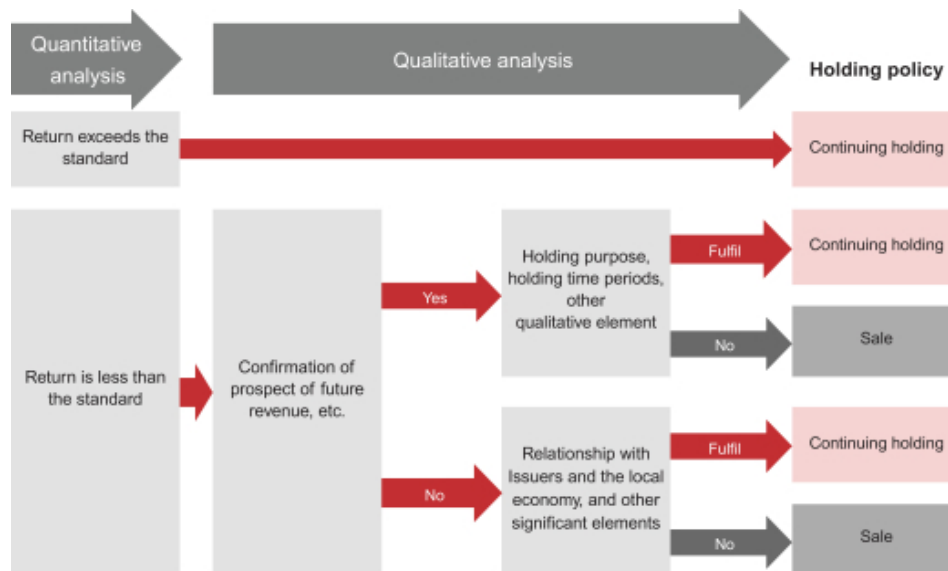 Quantitative
analysis
Qualitative analysis
Holding policy
Return exceeds the
standard
Continuing holding
Return is less than
the standard
Confirmation of
prospect of future
revenue, etc.
Yes
Holding purpose,
holding time periods,
other
qualitative element
Fulfil
Continuing holding
No
Sale
No
Relationship with
Issuers and the local
economy, and other
significant elements
Fulfil
Continuing holding
No
Sale